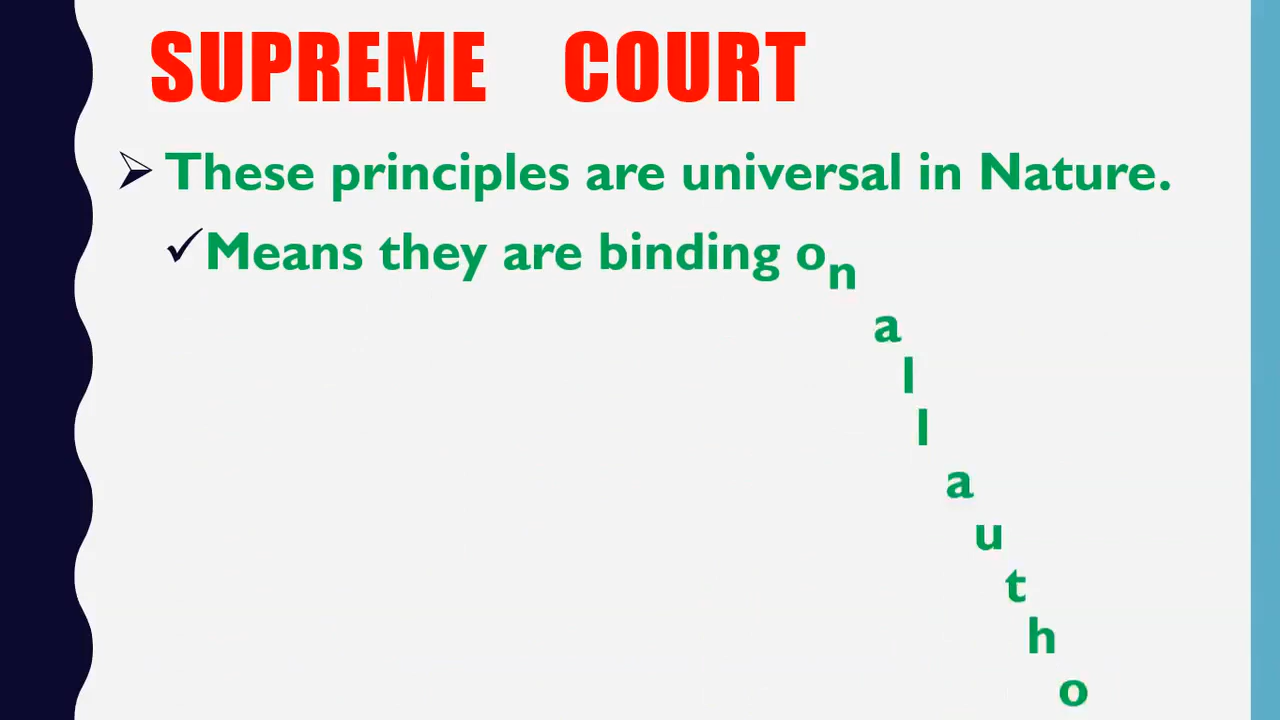 SUPREME COURT
These principles are universal in Nature.
Means they are binding on all autho